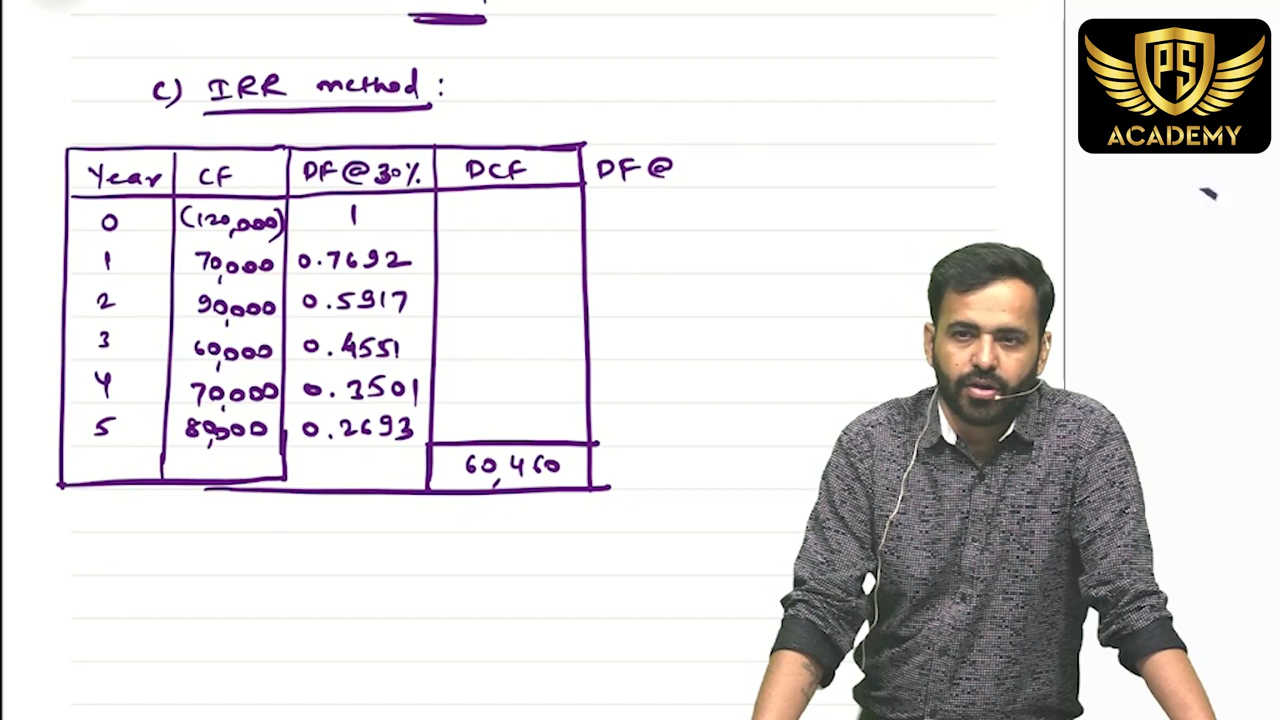 c) IRR method :
Year CF DF @ 30% DCF DF @
0 (120,000) 1
1 70,000 0.7692
2 90,000 0.5917
3 60,000 0.4551
4 70,000 0.3501
5 80,000 0.2693
60,460
PS
ACADEMY